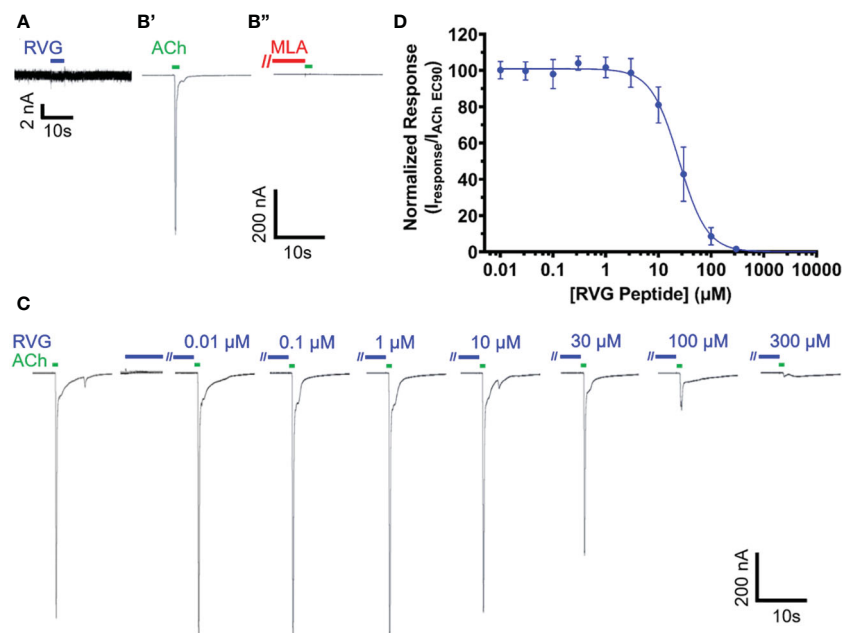 A
RVG
2 nA
10s
B’
ACh
B”
MLA
200 nA
10s
D
Normalized Response
(Iresponse/IACh EC90)
120
100
80
60
40
20
0
0.01 0.1 1 10 100 1000 10000
[RVG Peptide] (µM)
C
RVG
ACh
0.01 µM
0.1 µM
1 µM
10 µM
30 µM
100 µM
300 µM
200 nA
10s